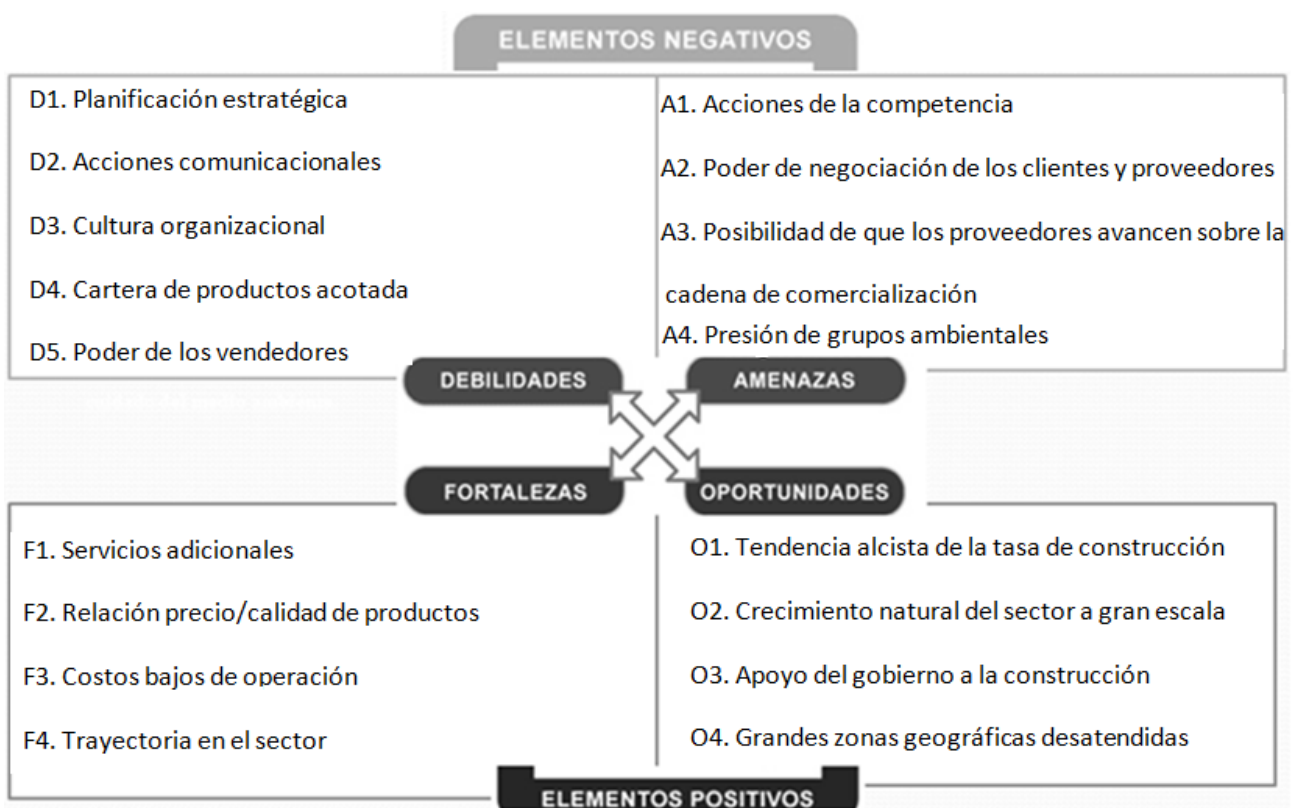 ELEMENTOS NEGATIVOS
D1. Planificación estratégica
D2. Acciones comunicacionales
D3. Cultura organizacional
D4. Cartera de productos acotada
D5. Poder de los vendedores
A1. Acciones de la competencia
A2. Poder de negociación de los clientes y proveedores
A3. Posibilidad de que los proveedores avancen sobre la
cadena de comercialización
A4. Presión de grupos ambientales
DEBILIDADES
AMENAZAS
FORTALEZAS
OPORTUNIDADES
F1. Servicios adicionales
F2. Relación precio/calidad de productos
F3. Costos bajos de operación
F4. Trayectoria en el sector
O1. Tendencia alcista de la tasa de construcción
O2. Crecimiento natural del sector a gran escala
O3. Apoyo del gobierno a la construcción
O4. Grandes zonas geográficas desatendidas
ELEMENTOS POSITIVOS